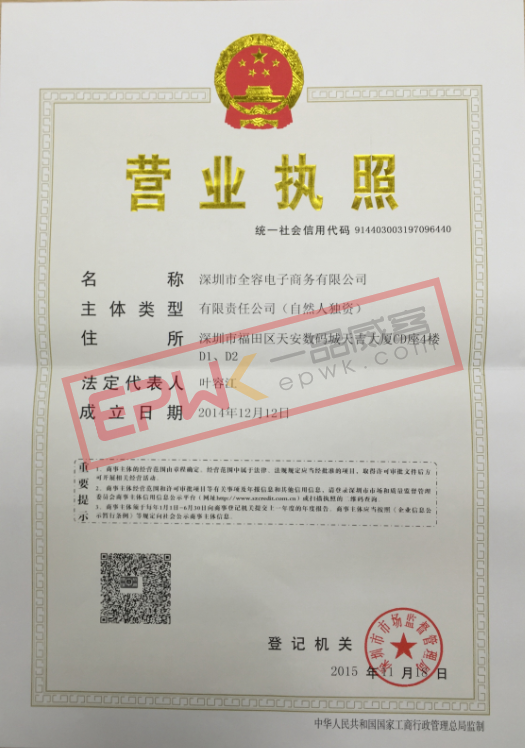 营业执照
统一社会信用代码 914403003197096440
名称 深圳市全容电子商务有限公司
主体类型 有限责任公司（自然人独资）
住所 深圳市福田区天安数码城天吉大厦CD座4楼
D1、D2
法定代表人 叶容江
成立日期 2014年12月12日
EPWK 一品威客
epwk.com
重要提示
1、商事主体的经营范围由章程确定。经营范围中属于法律、法规规定应当经批准的项目，取得许可审批文件后方
可开展相关经营活动。
2、商事主体经营范围和许可审批项目等有关事项及年报信息和其他信用信息，请登录深圳市市场和质量监督管理
委员会商事主体信用信息公示平台（网址http://www.szcredit.com.cn）或扫描执照的二维码查询。
3、商事主体须于每年1月1日-6月30日向商事登记机关提交上一年度的年度报告。商事主体应当按照《企业信息公
示暂行条例》等规定向社会公示商事主体信息。
登记机关
深圳市市场监督管理局
2015 年 11 月 18 日
中华人民共和国国家工商行政管理总局监制